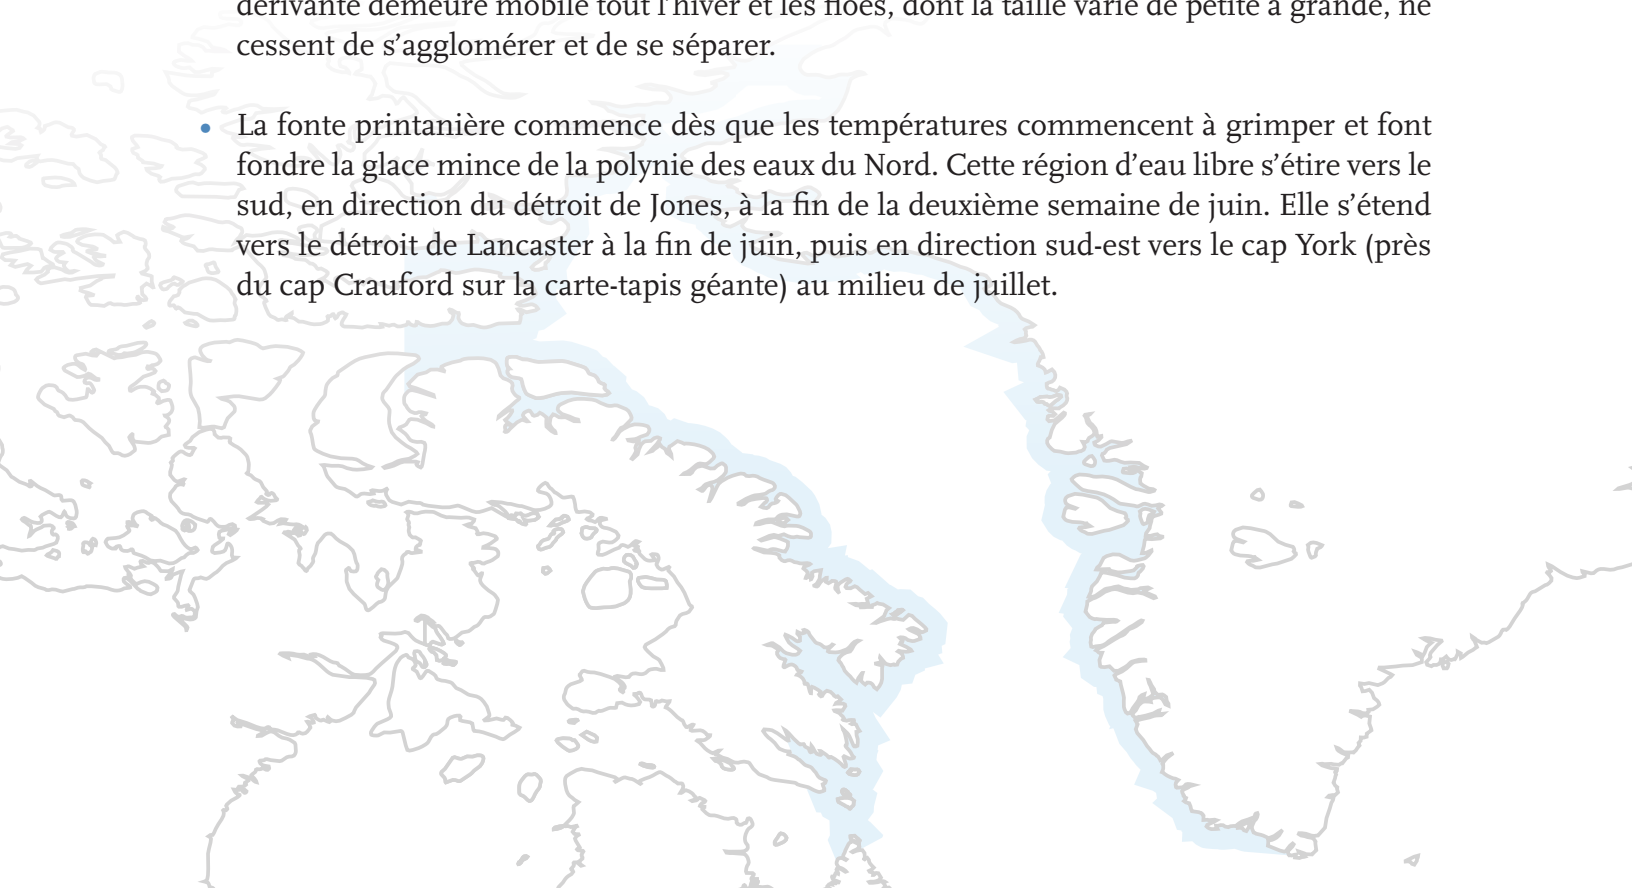 dérivante demeure mobile tout l’hiver et les floes, dont la taille varie de petite à grande, ne
cessent de s’agglomérer et de se séparer.
• La fonte printanière commence dès que les températures commencent à grimper et font
fondre la glace mince de la polynie des eaux du Nord. Cette région d’eau libre s’étire vers le
sud, en direction du détroit de Jones, à la fin de la deuxième semaine de juin. Elle s’étend
vers le détroit de Lancaster à la fin de juin, puis en direction sud-est vers le cap York (près
du cap Crauford sur la carte-tapis géante) au milieu de juillet.